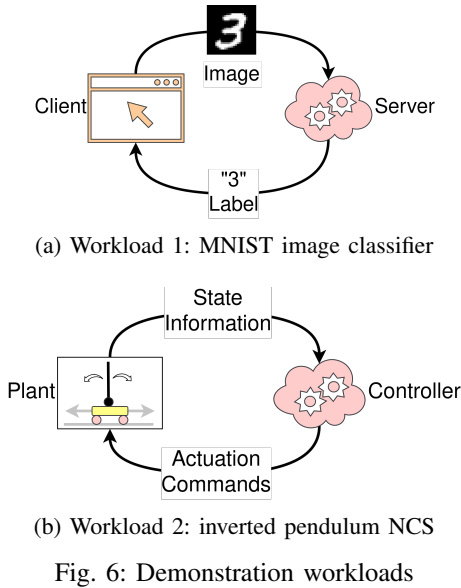 3
Image
Client
Server
"3"
Label
(a) Workload 1: MNIST image classifier
State
Information
Plant
Controller
Actuation
Commands
(b) Workload 2: inverted pendulum NCS
Fig. 6: Demonstration workloads